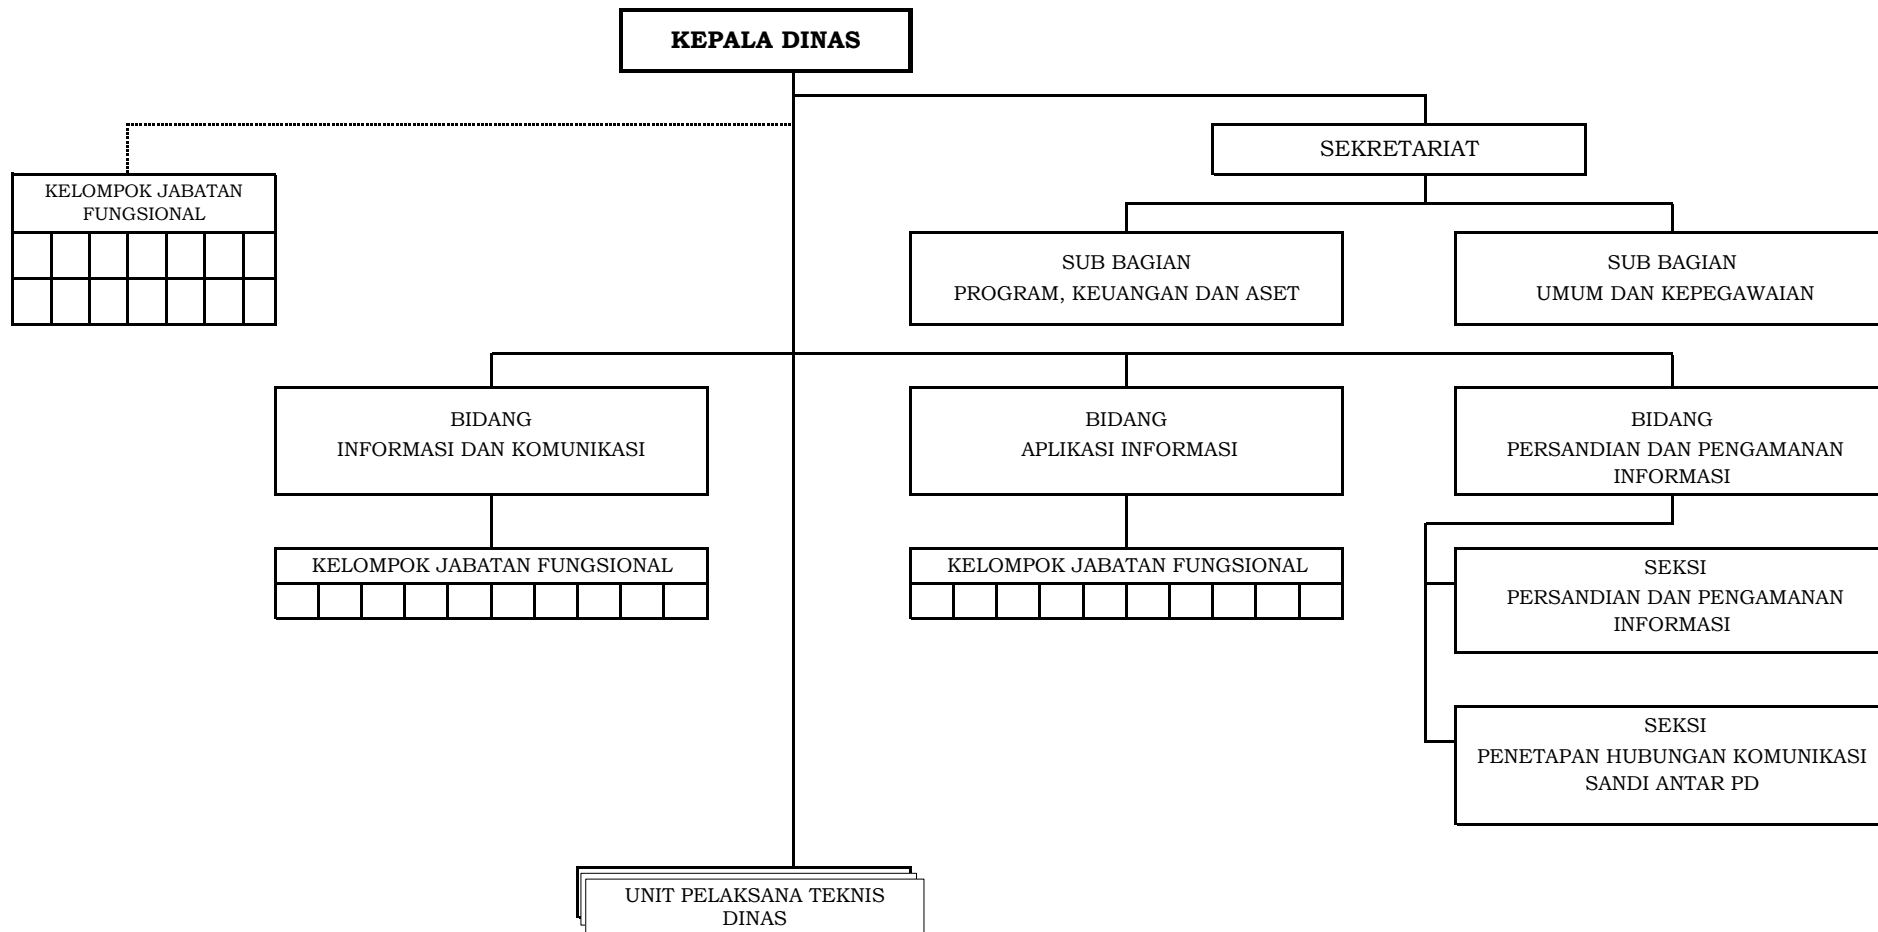 KEPALA DINAS
SEKRETARIAT
KELOMPOK JABATAN
FUNGSIONAL
SUB BAGIAN
PROGRAM, KEUANGAN DAN ASET
SUB BAGIAN
UMUM DAN KEPEGAWAIAN
BIDANG
INFORMASI DAN KOMUNIKASI
BIDANG
APLIKASI INFORMASI
BIDANG
PERSANDIAN DAN PENGAMANAN
INFORMASI
KELOMPOK JABATAN FUNGSIONAL
KELOMPOK JABATAN FUNGSIONAL
SEKSI
PERSANDIAN DAN PENGAMANAN
INFORMASI
SEKSI
PENETAPAN HUBUNGAN KOMUNIKASI
SANDI ANTAR PD
UNIT PELAKSANA TEKNIS
DINAS